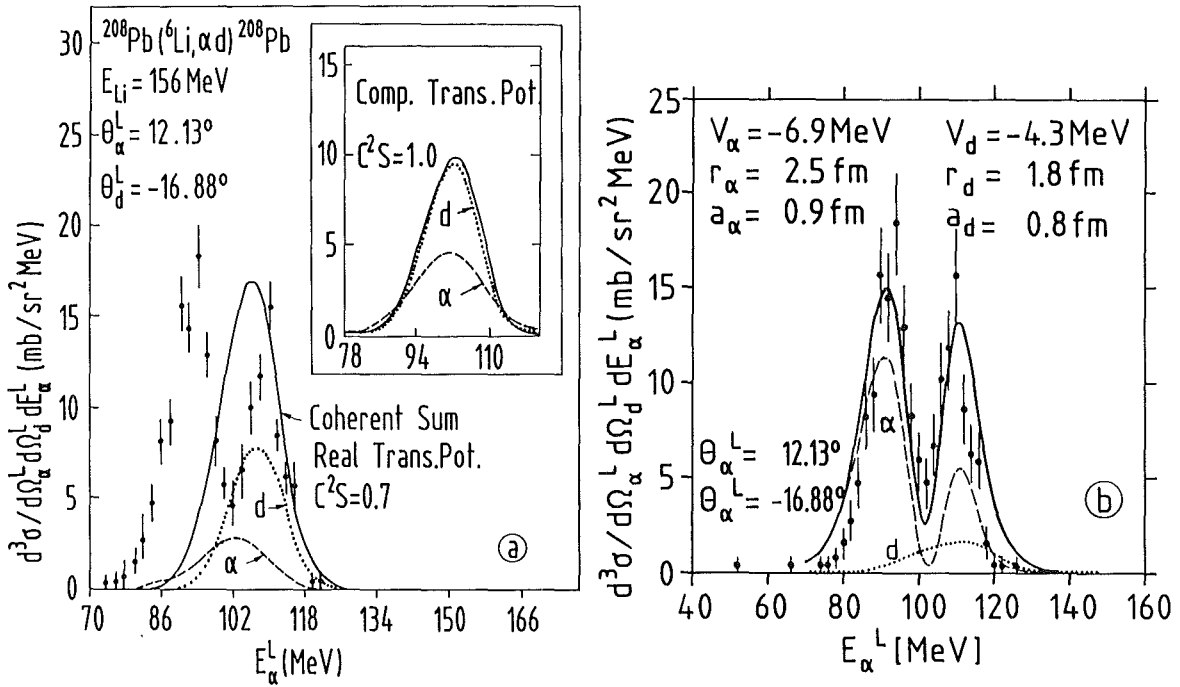 30
25
20
15
10
5
0
d³σ/dΩ_α^L dΩ_d^L dE_α^L (mb/sr² MeV)
²⁰⁸Pb(⁶Li,αd)²⁰⁸Pb
E_Li = 156 MeV
θ_α^L = 12.13°
θ_d^L = -16.88°
15
10
5
0
Comp. Trans.Pot.
C²S=1.0
d
α
78 94 110
Coherent Sum
Real Trans.Pot.
C²S=0.7
d
α
ⓐ
70 86 102 118 134 150 166
E_α^L (MeV)
25
20
15
10
5
0
d³σ/dΩ_α^L dΩ_d^L dE_α^L (mb/sr² MeV)
V_α = -6.9 MeV V_d = -4.3 MeV
r_α = 2.5 fm r_d = 1.8 fm
a_α = 0.9 fm a_d = 0.8 fm
α
θ_α^L = 12.13°
θ_α^L = -16.88°
d
ⓑ
40 60 80 100 120 140 160
E_α^L [MeV]